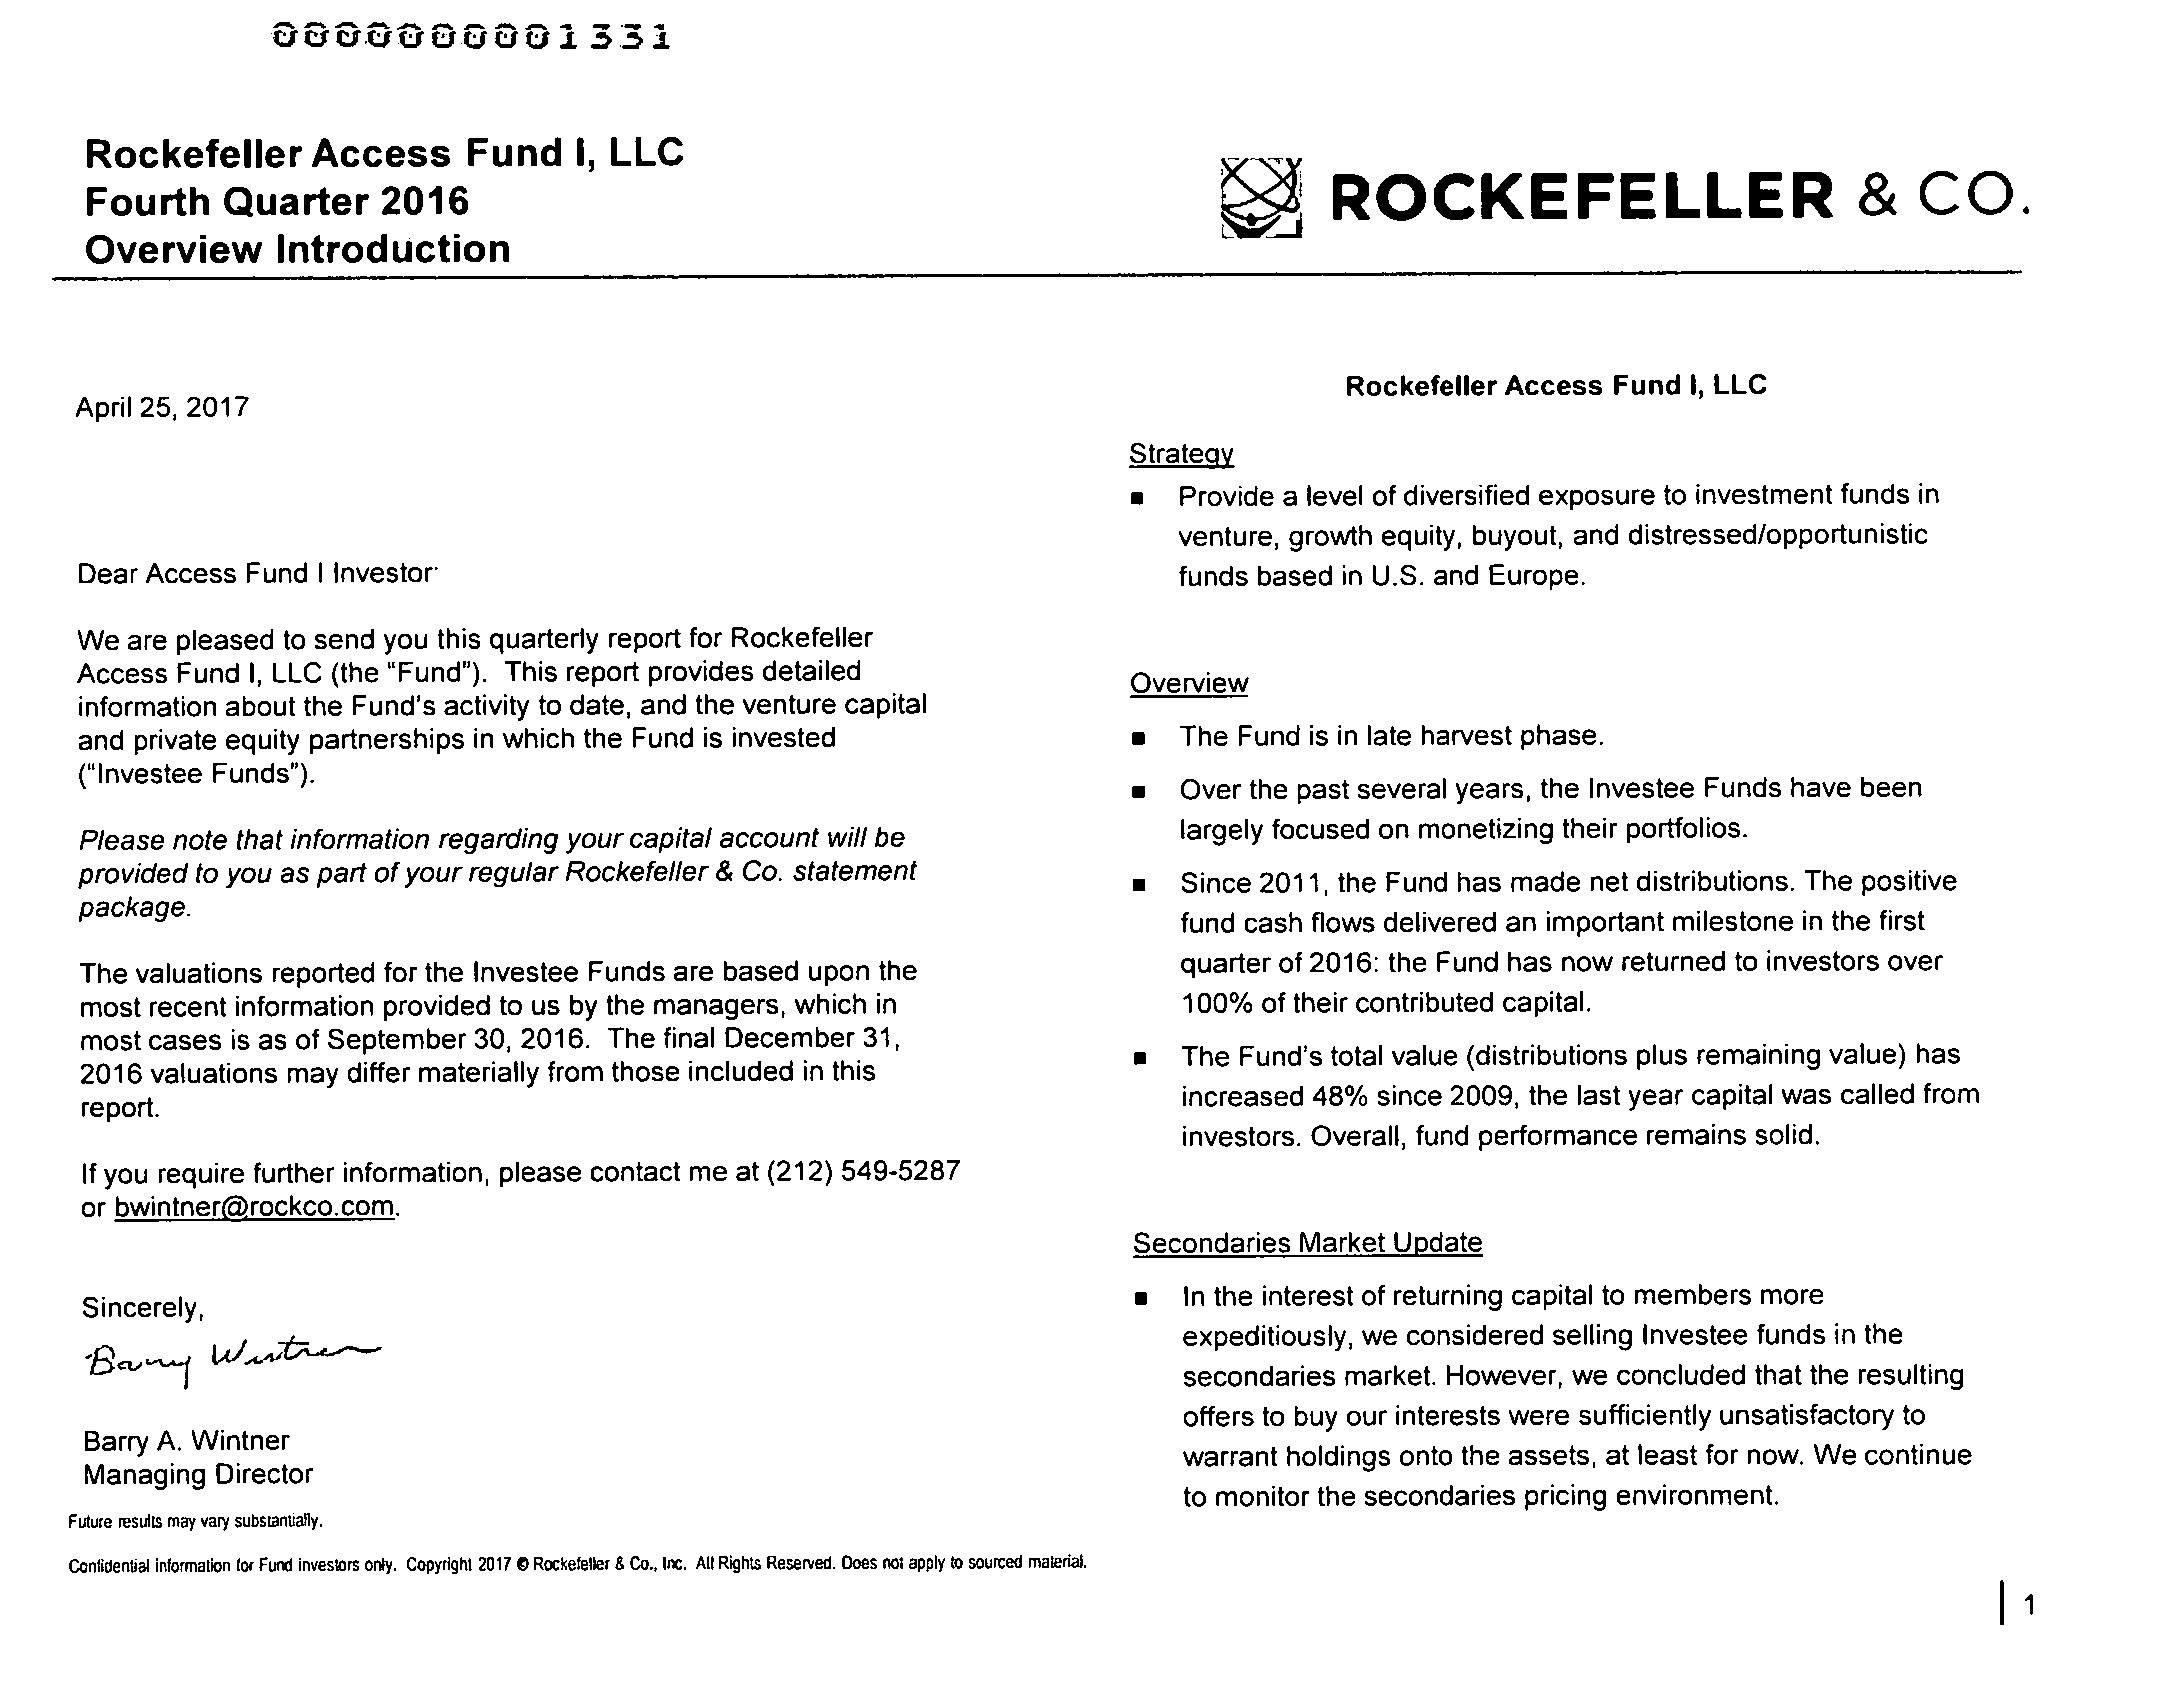 0000000001331
Rockefeller Access Fund I, LLC
Fourth Quarter 2016
Overview Introduction
ROCKEFELLER & CO.
April 25, 2017
Dear Access Fund I Investor
We are pleased to send you this quarterly report for Rockefeller
Access Fund I, LLC (the “Fund”). This report provides detailed
information about the Fund's activity to date, and the venture capital
and private equity partnerships in which the Fund is invested
(“Investee Funds”).
Please note that information regarding your capital account will be
provided to you as part of your regular Rockefeller & Co. statement
package.
The valuations reported for the Investee Funds are based upon the
most recent information provided to us by the managers, which in
most cases is as of September 30, 2016. The final December 31,
2016 valuations may differ materially from those included in this
report.
If you require further information, please contact me at (212) 549-5287
or bwintner@rockco.com.
Sincerely,
Barry Wintner
Barry A. Wintner
Managing Director
Rockefeller Access Fund I, LLC
Strategy
■ Provide a level of diversified exposure to investment funds in
venture, growth equity, buyout, and distressed/opportunistic
funds based in U.S. and Europe.
Overview
■ The Fund is in late harvest phase.
■ Over the past several years, the Investee Funds have been
largely focused on monetizing their portfolios.
■ Since 2011, the Fund has made net distributions. The positive
fund cash flows delivered an important milestone in the first
quarter of 2016: the Fund has now returned to investors over
100% of their contributed capital.
■ The Fund's total value (distributions plus remaining value) has
increased 48% since 2009, the last year capital was called from
investors. Overall, fund performance remains solid.
Secondaries Market Update
■ In the interest of returning capital to members more
expeditiously, we considered selling Investee funds in the
secondaries market. However, we concluded that the resulting
offers to buy our interests were sufficiently unsatisfactory to
warrant holdings onto the assets, at least for now. We continue
to monitor the secondaries pricing environment.
Future results may vary substantially.
Confidential information for Fund investors only. Copyright 2017 © Rockefeller & Co., Inc. All Rights Reserved. Does not apply to sourced material.
| 1